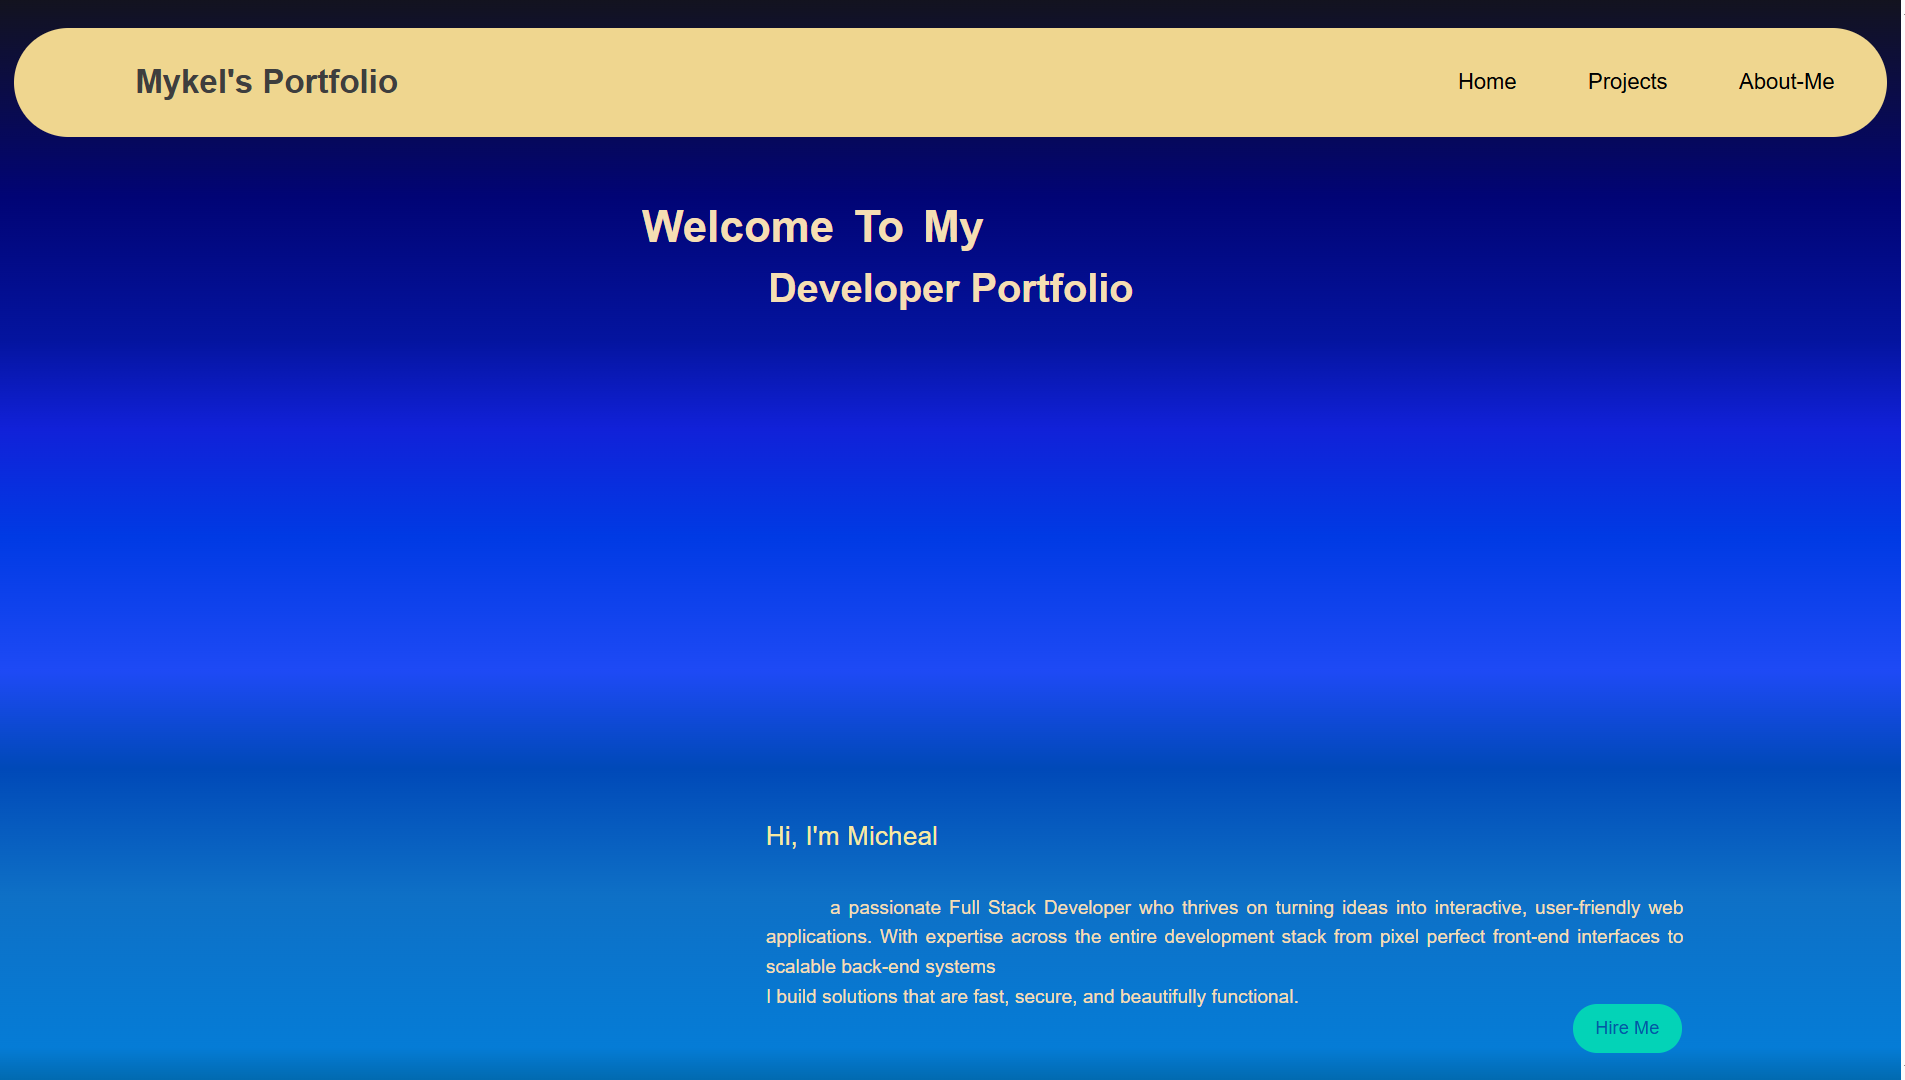 Mykel's Portfolio
Home Projects About-Me
Welcome To My
Developer Portfolio
Hi, I'm Micheal
a passionate Full Stack Developer who thrives on turning ideas into interactive, user-friendly web
applications. With expertise across the entire development stack from pixel perfect front-end interfaces to
scalable back-end systems
I build solutions that are fast, secure, and beautifully functional.
Hire Me